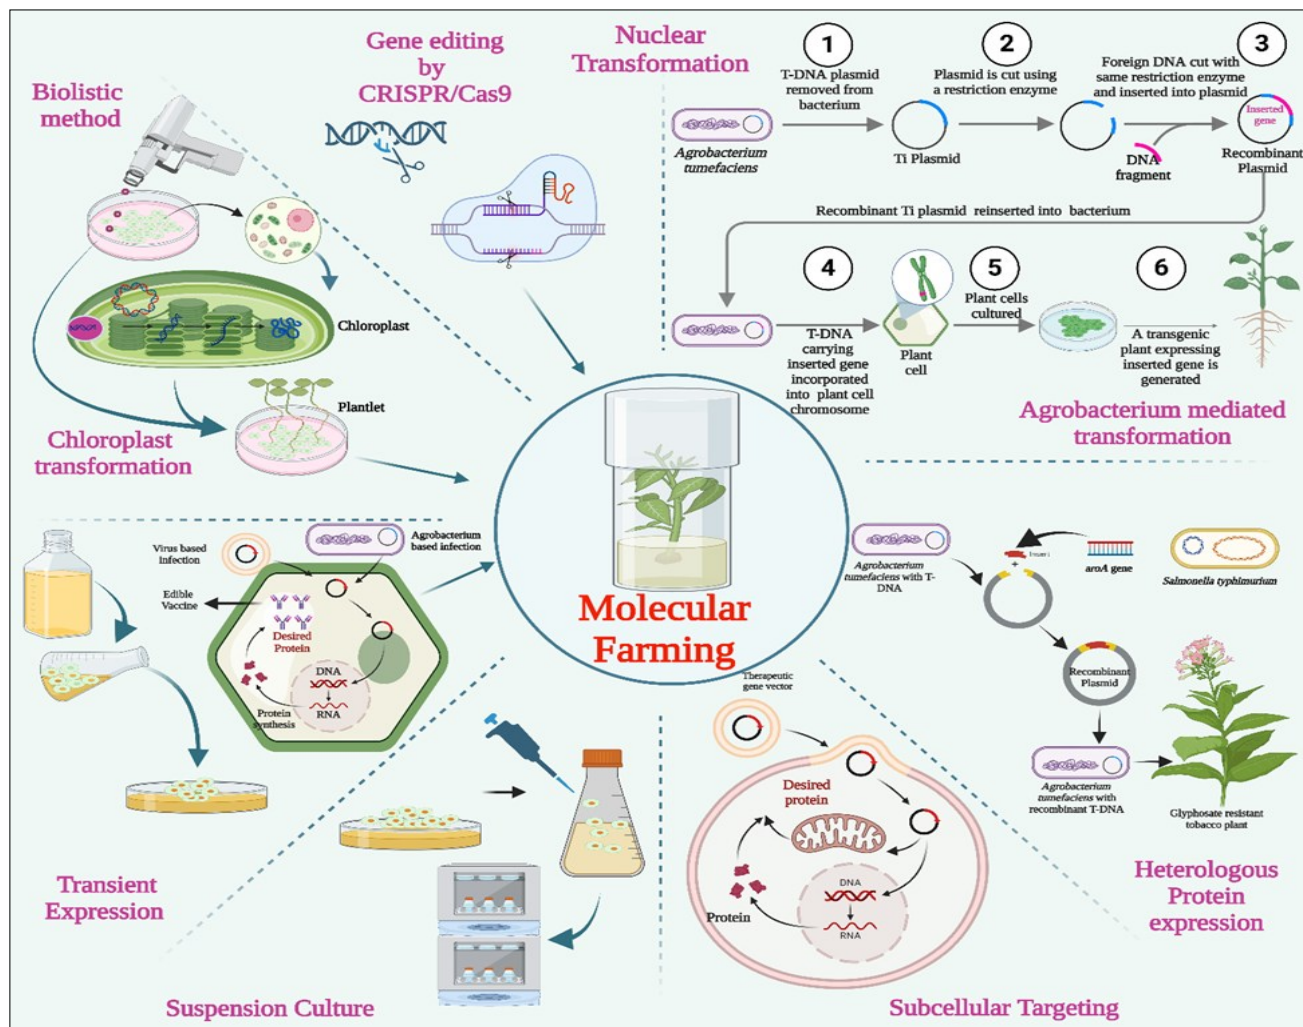 Gene editing
by
CRISPR/Cas9
Biolistic
method
Chloroplast
Plantlet
Chloroplast
transformation
Nuclear
Transformation
1
T-DNA plasmid
removed from
bacterium
2
Plasmid is cut using
a restriction enzyme
3
Foreign DNA cut with
same restriction enzyme
and inserted into plasmid
Agrobacterium
tumefaciens
Ti Plasmid
DNA
fragment
Inserted
gene
Recombinant
Plasmid
Recombinant Ti plasmid reinserted into bacterium
4
T-DNA
carrying
inserted gene
incorporated
into plant cell
chromosome
Plant
cell
5
Plant cells
cultured
6
A transgenic
plant expressing
inserted gene is
generated
Agrobacterium mediated
transformation
Molecular
Farming
Virus based
infection
Agrobacterium
based infection
Edible
Vaccine
Desired
Protein
DNA
RNA
Protein
synthesis
Transient
Expression
Suspension Culture
Therapeutic
gene vector
Desired
protein
DNA
RNA
Protein
Subcellular Targeting
Agrobacterium
tumefaciens with T-
DNA
Insert
+
aroA gene
Salmonella typhimurium
Recombinant
Plasmid
Agrobacterium
tumefaciens with
recombinant T-DNA
Glyphosate resistant
tobacco plant
Heterologous
Protein
expression